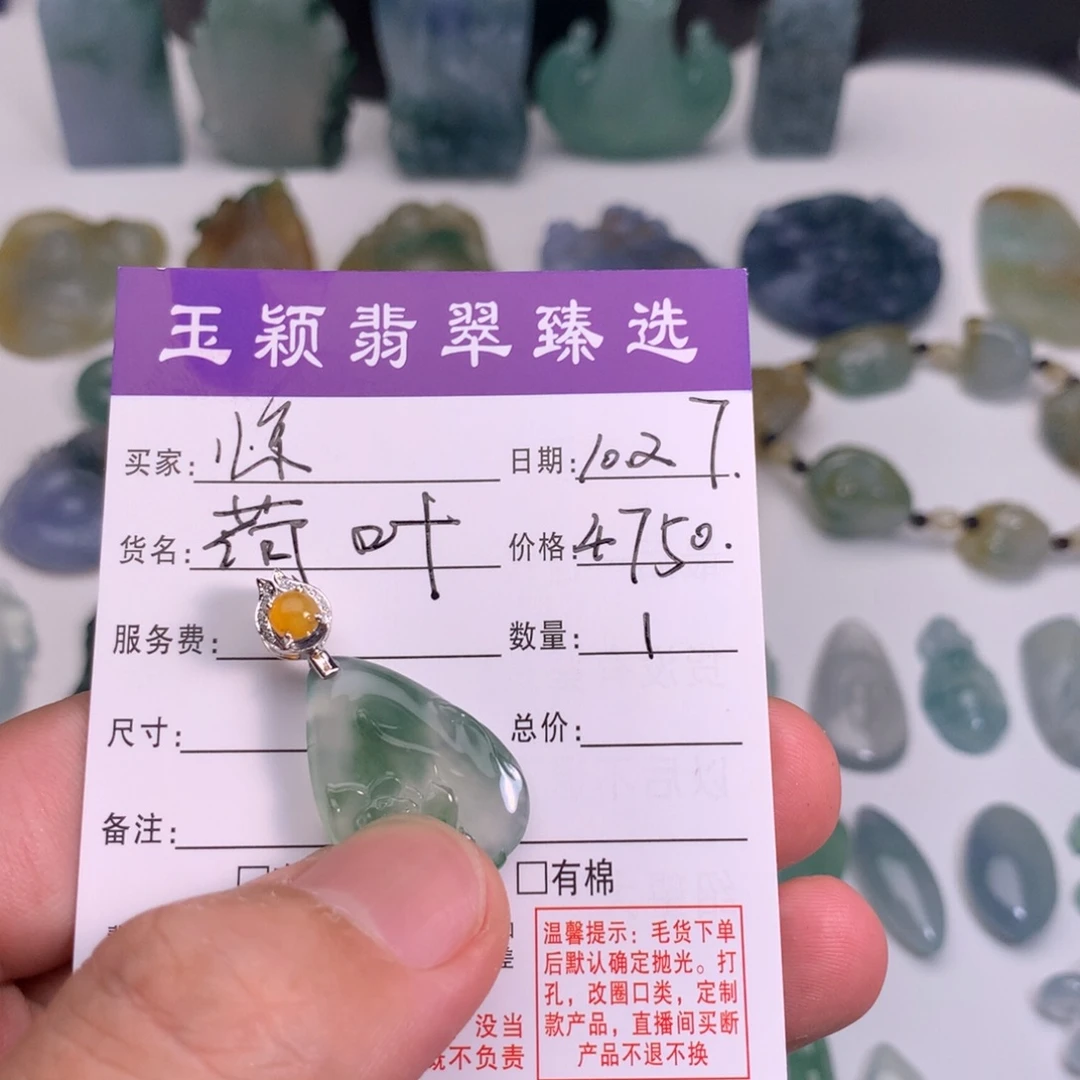 玉颖翡翠臻选
买家: 徐 日期: 1027.
货名: 荷叶 价格: 4750.
服务费: 数量: 1
尺寸: 总价:
备注:
□有棉
温馨提示：毛货下单
后默认确定抛光。打
孔，改圈口类，定制
款产品，直播间买断
产品不退不换
没当
既不负责